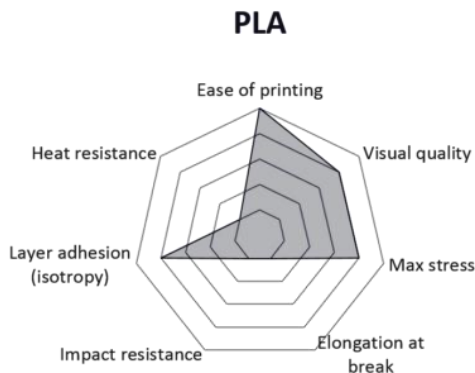 PLA
Ease of printing
Heat resistance
Visual quality
Layer adhesion
(isotropy)
Max stress
Impact resistance
Elongation at
break